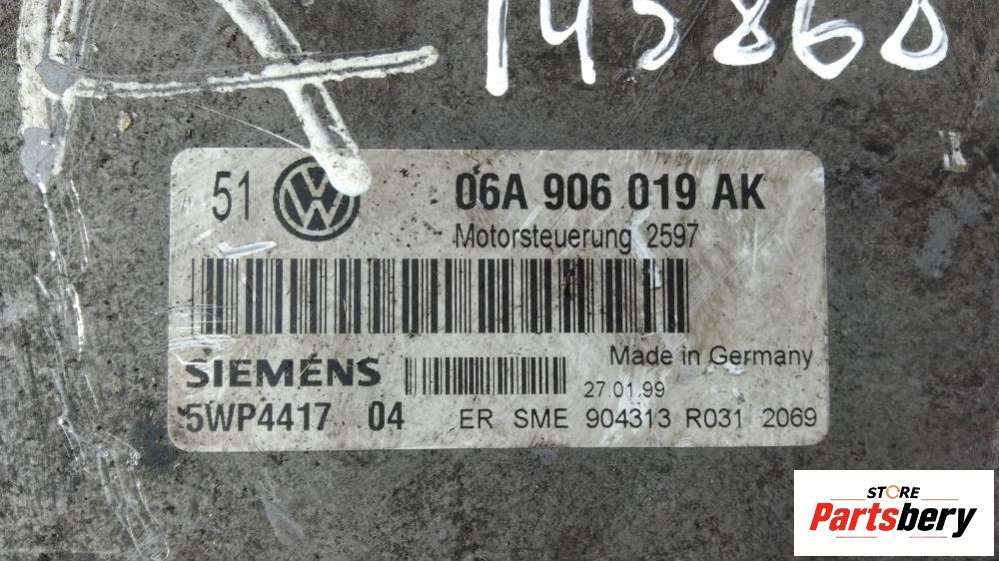 145868
51 06A 906 019 AK
Motorsteuerung 2597
Made in Germany
SIEMENS
27.01.99
5WP4417 04 ER SME 904313 R031 2069
STORE
Partsbery